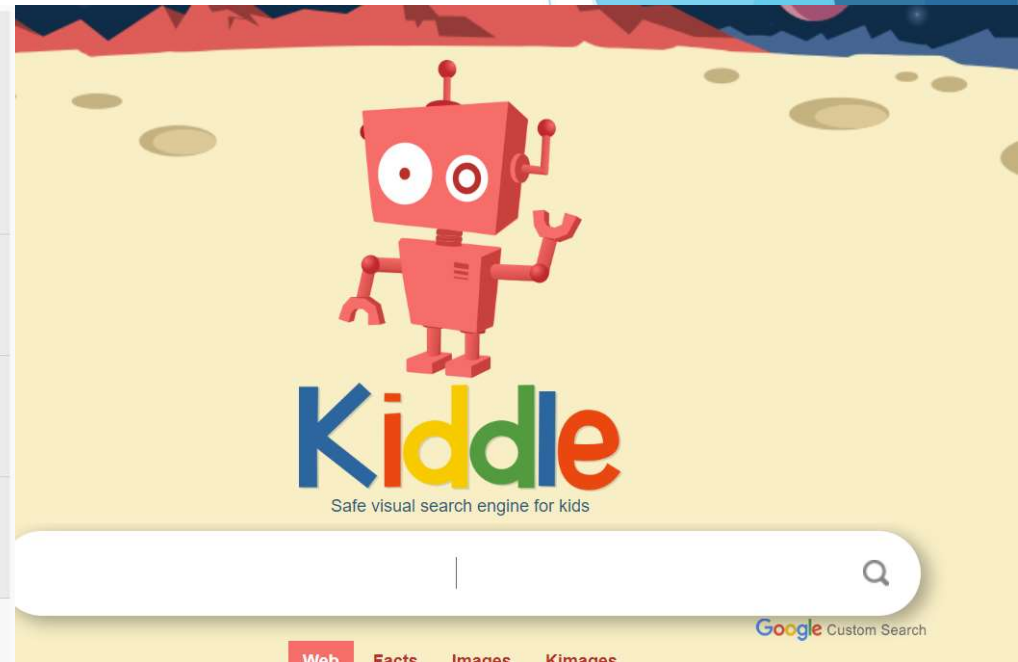 Kiddle
Safe visual search engine for kids
Google Custom Search
Web Facts Images Kimages